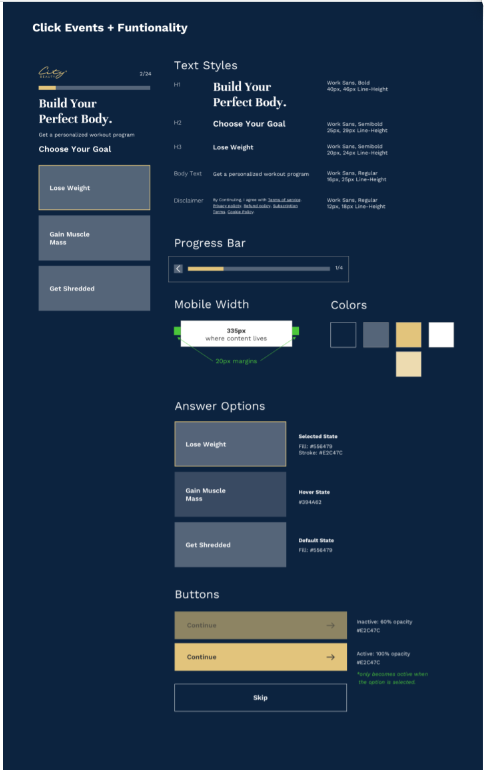 Click Events + Funtionality
City
BEAUTY
2/24
Build Your
Perfect Body.
Get a personalized workout program
Choose Your Goal
Lose Weight
Gain Muscle
Mass
Get Shredded
Text Styles
H1
Build Your
Perfect Body.
Work Sans, Bold
40px, 46px Line-Height
H2
Choose Your Goal
Work Sans, Semibold
25px, 29px Line-Height
H3
Lose Weight
Work Sans, Semibold
20px, 24px Line-Height
Body Text
Get a personalized workout program
Work Sans, Regular
16px, 25px Line-Height
Disclaimer
By Continuing, I agree with Terms of service,
Privacy policy, Refund policy, Subscription
Terms, Cookie Policy
Work Sans, Regular
12px, 18px Line-Height
Progress Bar
1/4
Mobile Width
335px
where content lives
20px margins
Colors
Answer Options
Lose Weight
Selected State
Fill: #556479
Stroke: #E2C47C
Gain Muscle
Mass
Hover State
#394A62
Get Shredded
Default State
Fill: #556479
Buttons
Continue
Inactive: 60% opacity
#E2C47C
Continue
Active: 100% opacity
#E2C47C
*only becomes active when
the option is selected
Skip